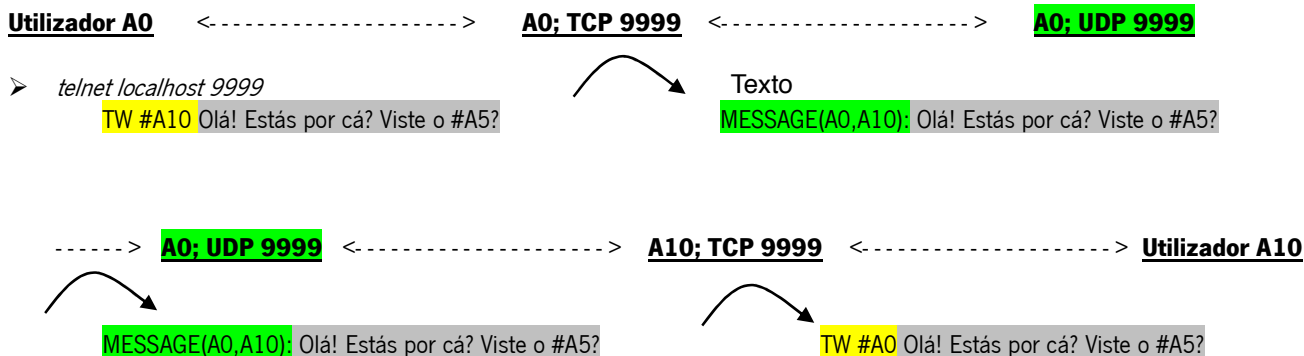 Utilizador A0 <- - - - - - - - - - - - - - - - - - - - - > A0; TCP 9999 <- - - - - - - - - - - - - - - - - - - - - > A0; UDP 9999
➢ telnet localhost 9999
Texto
TW #A10 Olá! Estás por cá? Viste o #A5?
MESSAGE(A0,A10): Olá! Estás por cá? Viste o #A5?
- - - - - - > A0; UDP 9999 <- - - - - - - - - - - - - - - - - - - - - > A10; TCP 9999 <- - - - - - - - - - - - - - - - - - - - - > Utilizador A10
MESSAGE(A0,A10): Olá! Estás por cá? Viste o #A5?
TW #A0 Olá! Estás por cá? Viste o #A5?